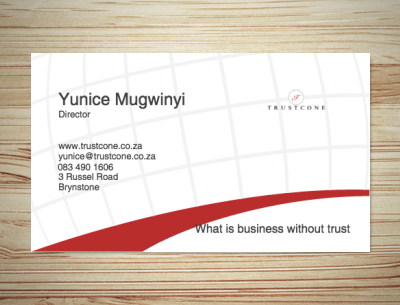 Yunice Mugwinyi
Director
T
TRUSTCONE
www.trustcone.co.za
yunice@trustcone.co.za
083 490 1606
3 Russel Road
Brynstone
What is business without trust